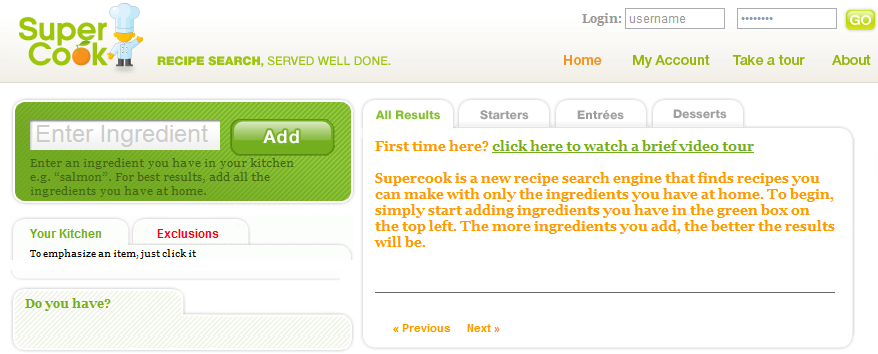 Super
Cook
RECIPE SEARCH, SERVED WELL DONE.
Login: username ••••••••  GO
Home My Account Take a tour About
Enter Ingredient Add
Enter an ingredient you have in your kitchen
e.g. “salmon”. For best results, add all the
ingredients you have at home.
Your Kitchen Exclusions
To emphasize an item, just click it
Do you have?
All Results Starters Entrées Desserts
First time here? click here to watch a brief video tour
Supercook is a new recipe search engine that finds recipes you
can make with only the ingredients you have at home. To begin,
simply start adding ingredients you have in the green box on
the top left. The more ingredients you add, the better the results
will be.
« Previous Next »